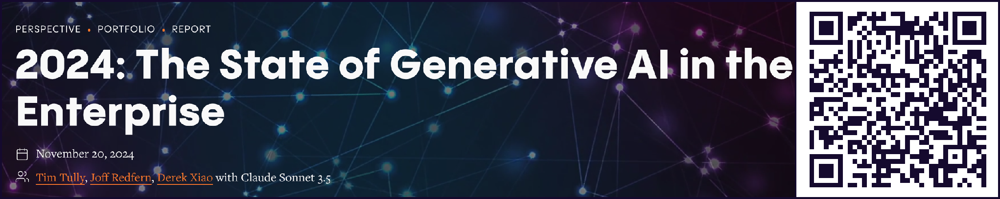 PERSPECTIVE • PORTFOLIO • REPORT
2024: The State of Generative AI in the
Enterprise
November 20, 2024
Tim Tully, Joff Redfern, Derek Xiao with Claude Sonnet 3.5